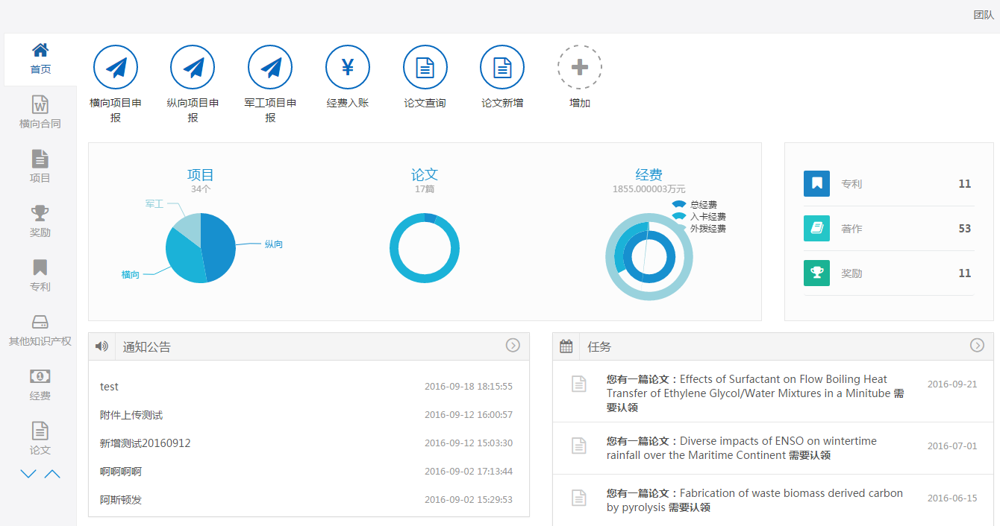 团队
首页
横向合同
项目
奖励
专利
其他知识产权
经费
论文
横向项目申
报
纵向项目申
报
军工项目申
报
经费入账
论文查询
论文新增
增加
项目
34个
军工
纵向
横向
论文
17篇
经费
1855.000003万元
总经费
入卡经费
外拨经费
专利 11
著作 53
奖励 11
通知公告
test 2016-09-18 18:15:55
附件上传测试 2016-09-12 16:00:57
新增测试20160912 2016-09-12 15:03:30
啊啊啊啊 2016-09-02 17:13:44
阿斯顿发 2016-09-02 15:29:53
任务
您有一篇论文：Effects of Surfactant on Flow Boiling Heat
Transfer of Ethylene Glycol/Water Mixtures in a Minitube 需
要认领
2016-09-21
您有一篇论文：Diverse impacts of ENSO on wintertime
rainfall over the Maritime Continent 需要认领
2016-07-01
您有一篇论文：Fabrication of waste biomass derived carbon
by pyrolysis 需要认领
2016-06-15